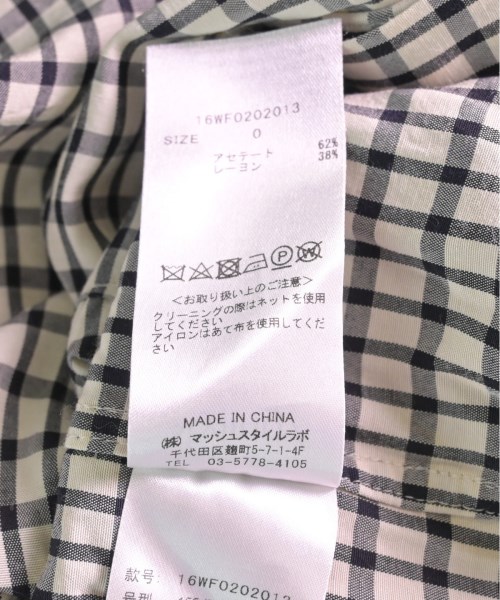 16WF0202013
SIZE 0
アセテート 62%
レーヨン 38%
P W
<お取り扱い上のご注意>
クリーニングの際はネットを使用
してください
アイロンはあて布を使用してくだ
さい
MADE IN CHINA
(株) マッシュスタイルラボ
千代田区麹町5-7-1-4F
TEL 03-5778-4105
款号: 16WF0202013
号型